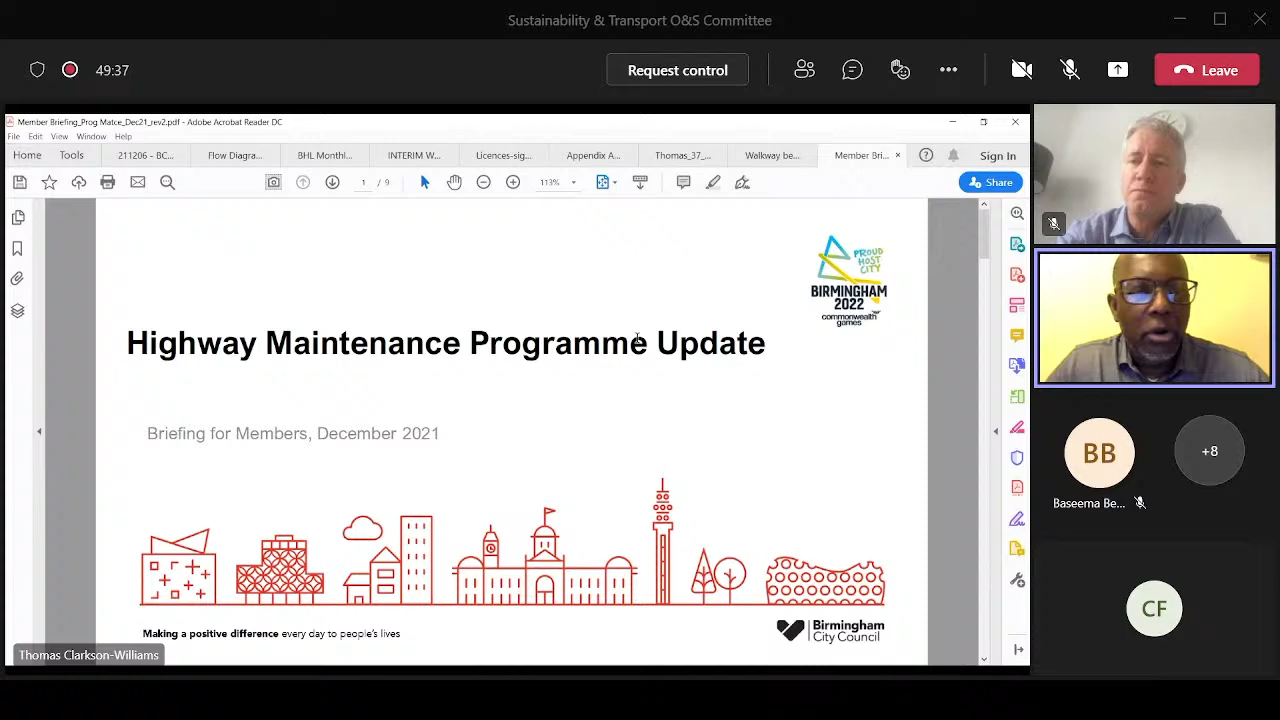 Sustainability & Transport O&S Committee
49:37
Request control
Leave
Member Briefing_Prog Matce_Dec21_rev2.pdf - Adobe Acrobat Reader DC
File Edit View Window Help
Home Tools 211206 - BC... Flow Diagra... BHL Monthl... INTERIM W... Licences-sig... Appendix A... Thomas_37_... Walkway be... Member Bri... × Sign In
1 / 9 113% Share
PROUD
HOST
CITY
BIRMINGHAM
2022
commonwealth
games
Highway Maintenance Programme Update
Briefing for Members, December 2021
Making a positive difference every day to people's lives
Birmingham
City Council
Thomas Clarkson-Williams
BB
+8
Baseema Be...
CF